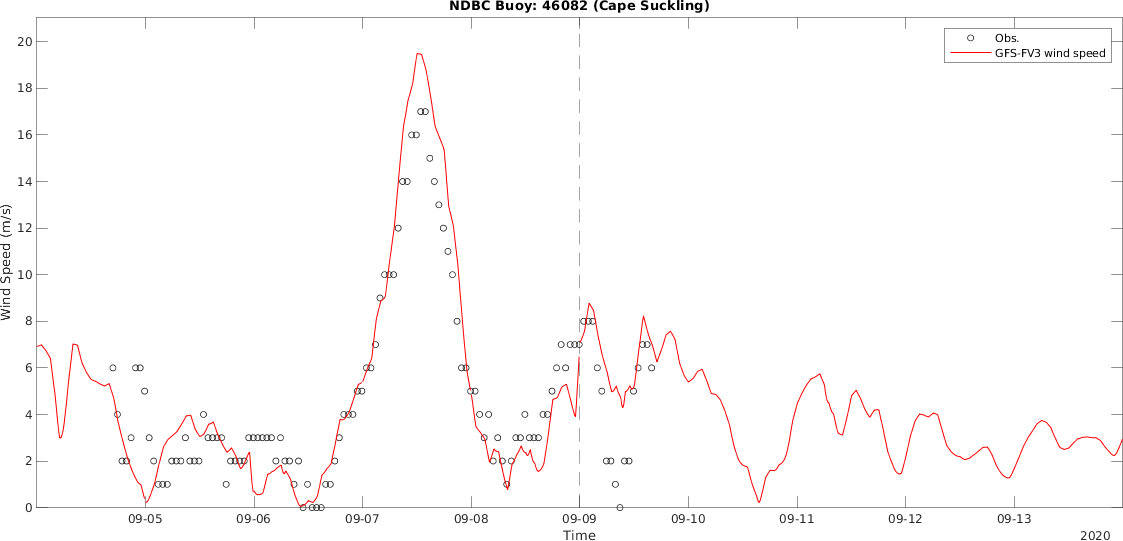 NDBC Buoy: 46082 (Cape Suckling)
Obs.
GFS-FV3 wind speed
Wind Speed (m/s)
20
18
16
14
12
10
8
6
4
2
0
09-05 09-06 09-07 09-08 09-09 09-10 09-11 09-12 09-13
Time
2020